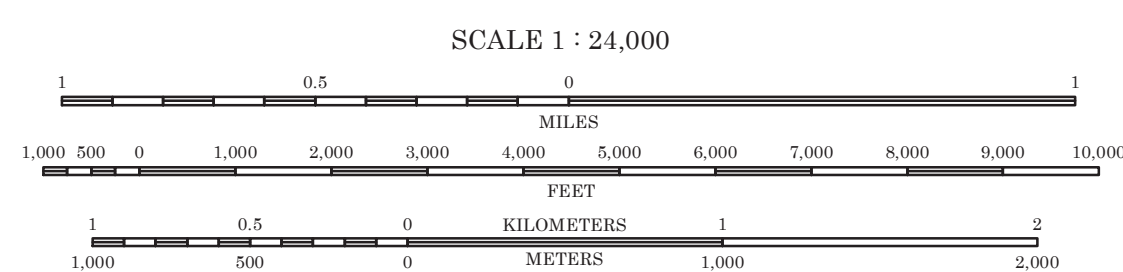 SCALE 1 : 24,000
1 0.5 0 1
MILES
1,000 500 0 1,000 2,000 3,000 4,000 5,000 6,000 7,000 8,000 9,000 10,000
FEET
1 0.5 0 KILOMETERS 1 2
1,000 500 0 METERS 1,000 2,000